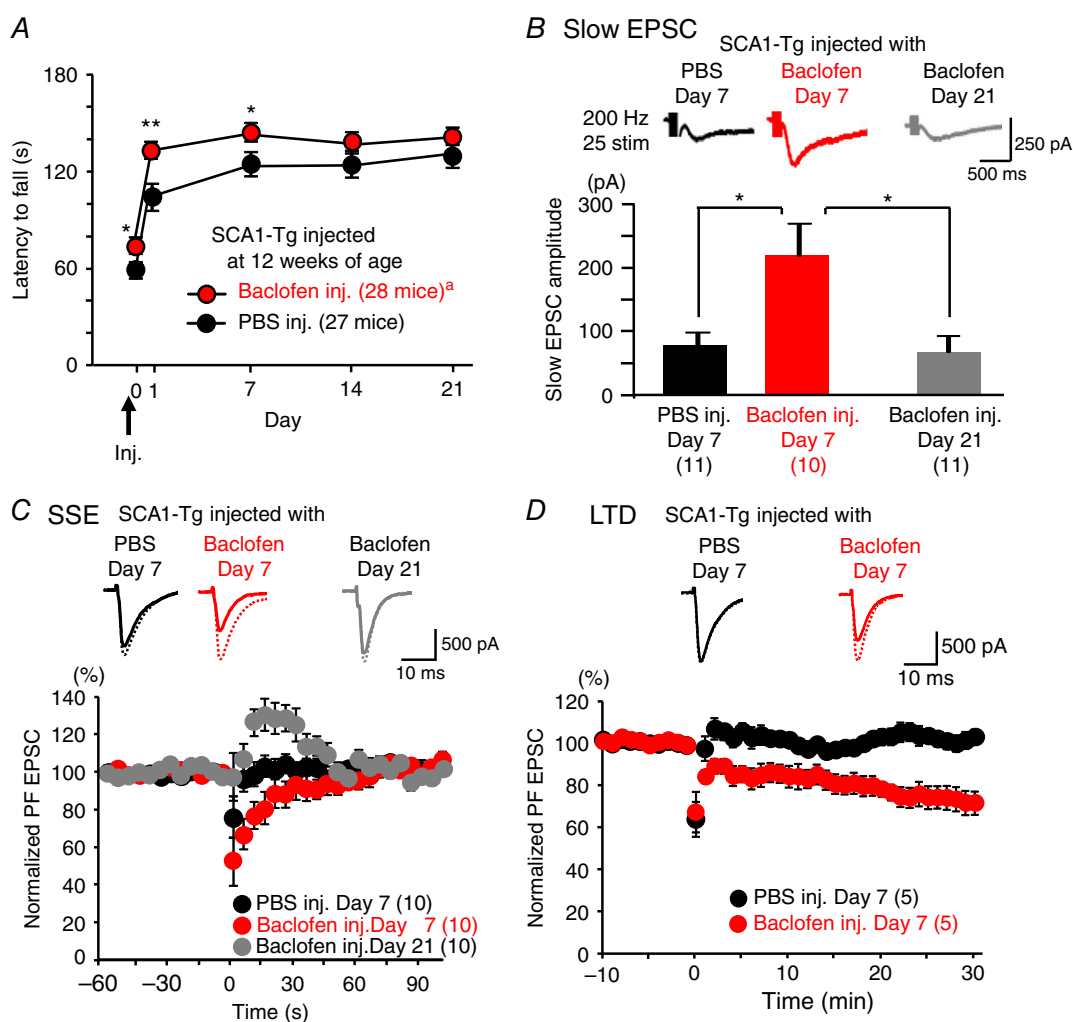 A
Latency to fall (s)
180
120
60
0
*
**
*
SCA1-Tg injected
at 12 weeks of age
Baclofen inj. (28 mice)a
PBS inj. (27 mice)
0 1 7 14 21
Day
Inj.
B Slow EPSC
SCA1-Tg injected with
PBS
Day 7
Baclofen
Day 7
Baclofen
Day 21
200 Hz
25 stim
250 pA
500 ms
(pA)
Slow EPSC amplitude
300
200
100
0
*
*
PBS inj.
Day 7
(11)
Baclofen inj.
Day 7
(10)
Baclofen inj.
Day 21
(11)
C SSE SCA1-Tg injected with
PBS
Day 7
Baclofen
Day 7
Baclofen
Day 21
500 pA
10 ms
(%)
Normalized PF EPSC
140
120
100
80
60
40
20
0
PBS inj. Day 7 (10)
Baclofen inj.Day 7 (10)
Baclofen inj.Day 21 (10)
–60 –30 0 30 60 90
Time (s)
D LTD SCA1-Tg injected with
PBS
Day 7
Baclofen
Day 7
500 pA
10 ms
(%)
Normalized PF EPSC
120
100
80
60
40
20
0
PBS inj. Day 7 (5)
Baclofen inj. Day 7 (5)
–10 0 10 20 30
Time (min)